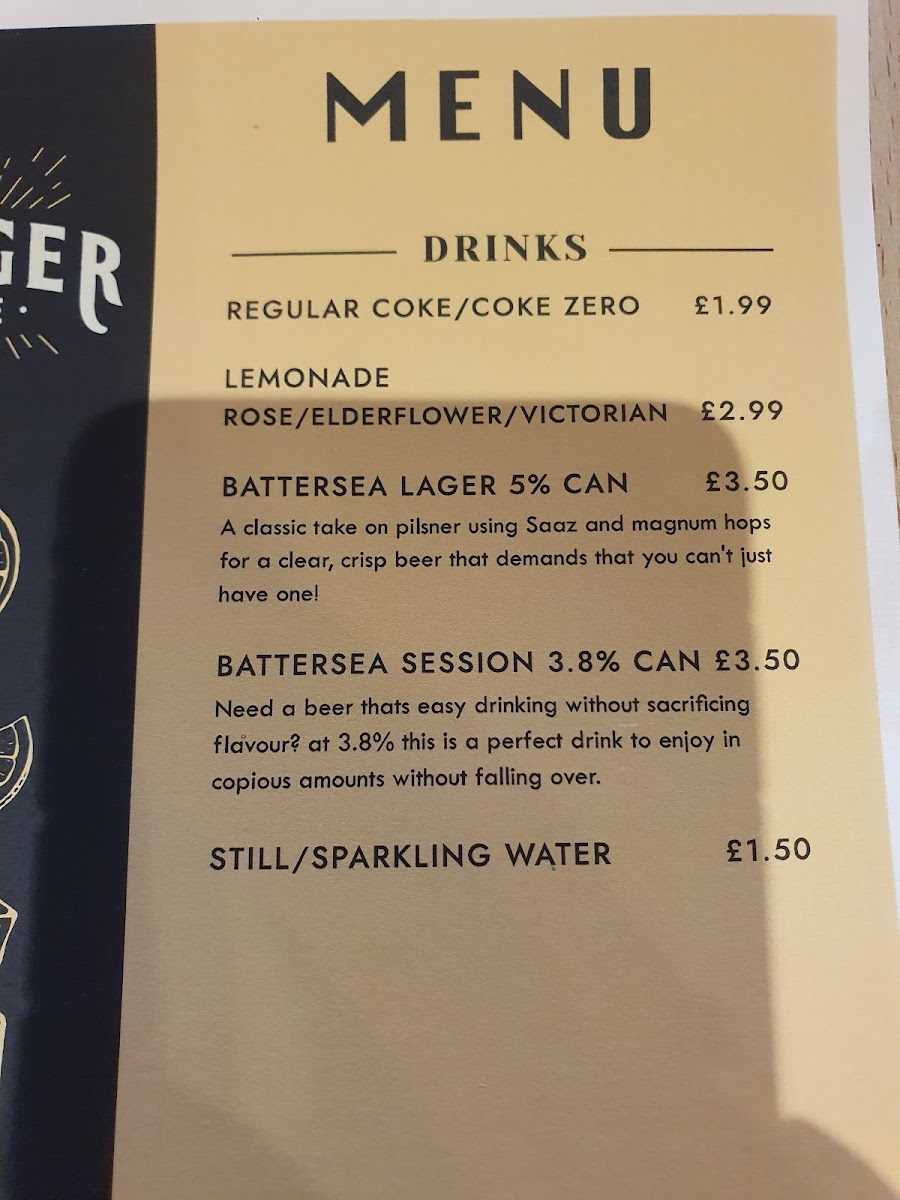 MENU
DRINKS
REGULAR COKE/COKE ZERO £1.99
LEMONADE
ROSE/ELDERFLOWER/VICTORIAN £2.99
BATTERSEA LAGER 5% CAN £3.50
A classic take on pilsner using Saaz and magnum hops
for a clear, crisp beer that demands that you can't just
have one!
BATTERSEA SESSION 3.8% CAN £3.50
Need a beer thats easy drinking without sacrificing
flavour? at 3.8% this is a perfect drink to enjoy in
copious amounts without falling over.
STILL/SPARKLING WATER £1.50